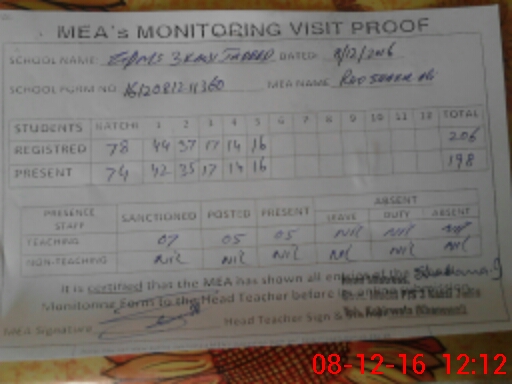 MEA's MONITORING VISIT PROOF
SCHOOL NAME: DATED 8/12/2016
SCHOOL FORM NO MEA NAME
STUDENTS KATCHI 1 2 3 4 5 6 7 8 9 10 11 12 TOTAL
REGISTRED 78 44 37 17 14 16 206
PRESENT 74 42 35 17 14 16 198
PRESENCE STAFF SANCTIONED POSTED PRESENT ABSENT
LEAVE DUTY ABSENT
TEACHING 07 05 05 Nil Nil Nil
NON-TEACHING Nil Nil Nil Nil Nil Nil
It is certified that the MEA has shown all entries of the
Monitoring Form to the Head Teacher before
MEA Signature Head Teacher Sign &
08-12-16 12:12